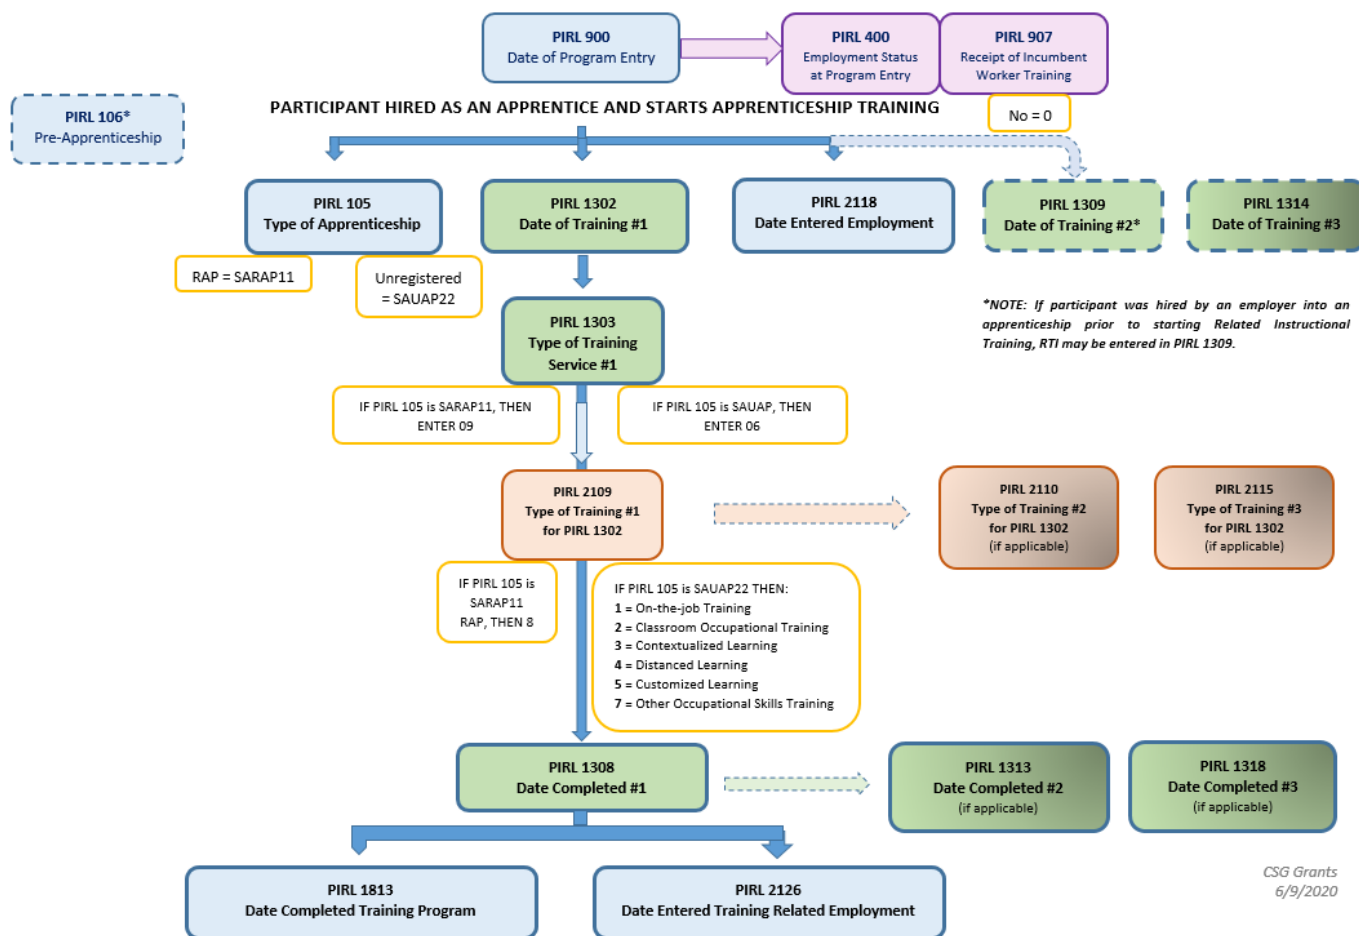 PIRL 900
Date of Program Entry
PIRL 400
Employment Status
at Program Entry
PIRL 907
Receipt of Incumbent
Worker Training
PARTICIPANT HIRED AS AN APPRENTICE AND STARTS APPRENTICESHIP TRAINING
No = 0
PIRL 106*
Pre-Apprenticeship
PIRL 105
Type of Apprenticeship
PIRL 1302
Date of Training #1
PIRL 2118
Date Entered Employment
PIRL 1309
Date of Training #2*
PIRL 1314
Date of Training #3
RAP = SARAP11
Unregistered
= SAUAP22
*NOTE: If participant was hired by an employer into an
apprenticeship prior to starting Related Instructional
Training, RTI may be entered in PIRL 1309.
PIRL 1303
Type of Training
Service #1
IF PIRL 105 is SARAP11, THEN
ENTER 09
IF PIRL 105 is SAUAP, THEN
ENTER 06
PIRL 2109
Type of Training #1
for PIRL 1302
PIRL 2110
Type of Training #2
for PIRL 1302
(if applicable)
PIRL 2115
Type of Training #3
for PIRL 1302
(if applicable)
IF PIRL 105 is
SARAP11
RAP, THEN 8
IF PIRL 105 is SAUAP22 THEN:
1 = On-the-job Training
2 = Classroom Occupational Training
3 = Contextualized Learning
4 = Distanced Learning
5 = Customized Learning
7 = Other Occupational Skills Training
PIRL 1308
Date Completed #1
PIRL 1313
Date Completed #2
(if applicable)
PIRL 1318
Date Completed #3
(if applicable)
PIRL 1813
Date Completed Training Program
PIRL 2126
Date Entered Training Related Employment
CSG Grants
6/9/2020